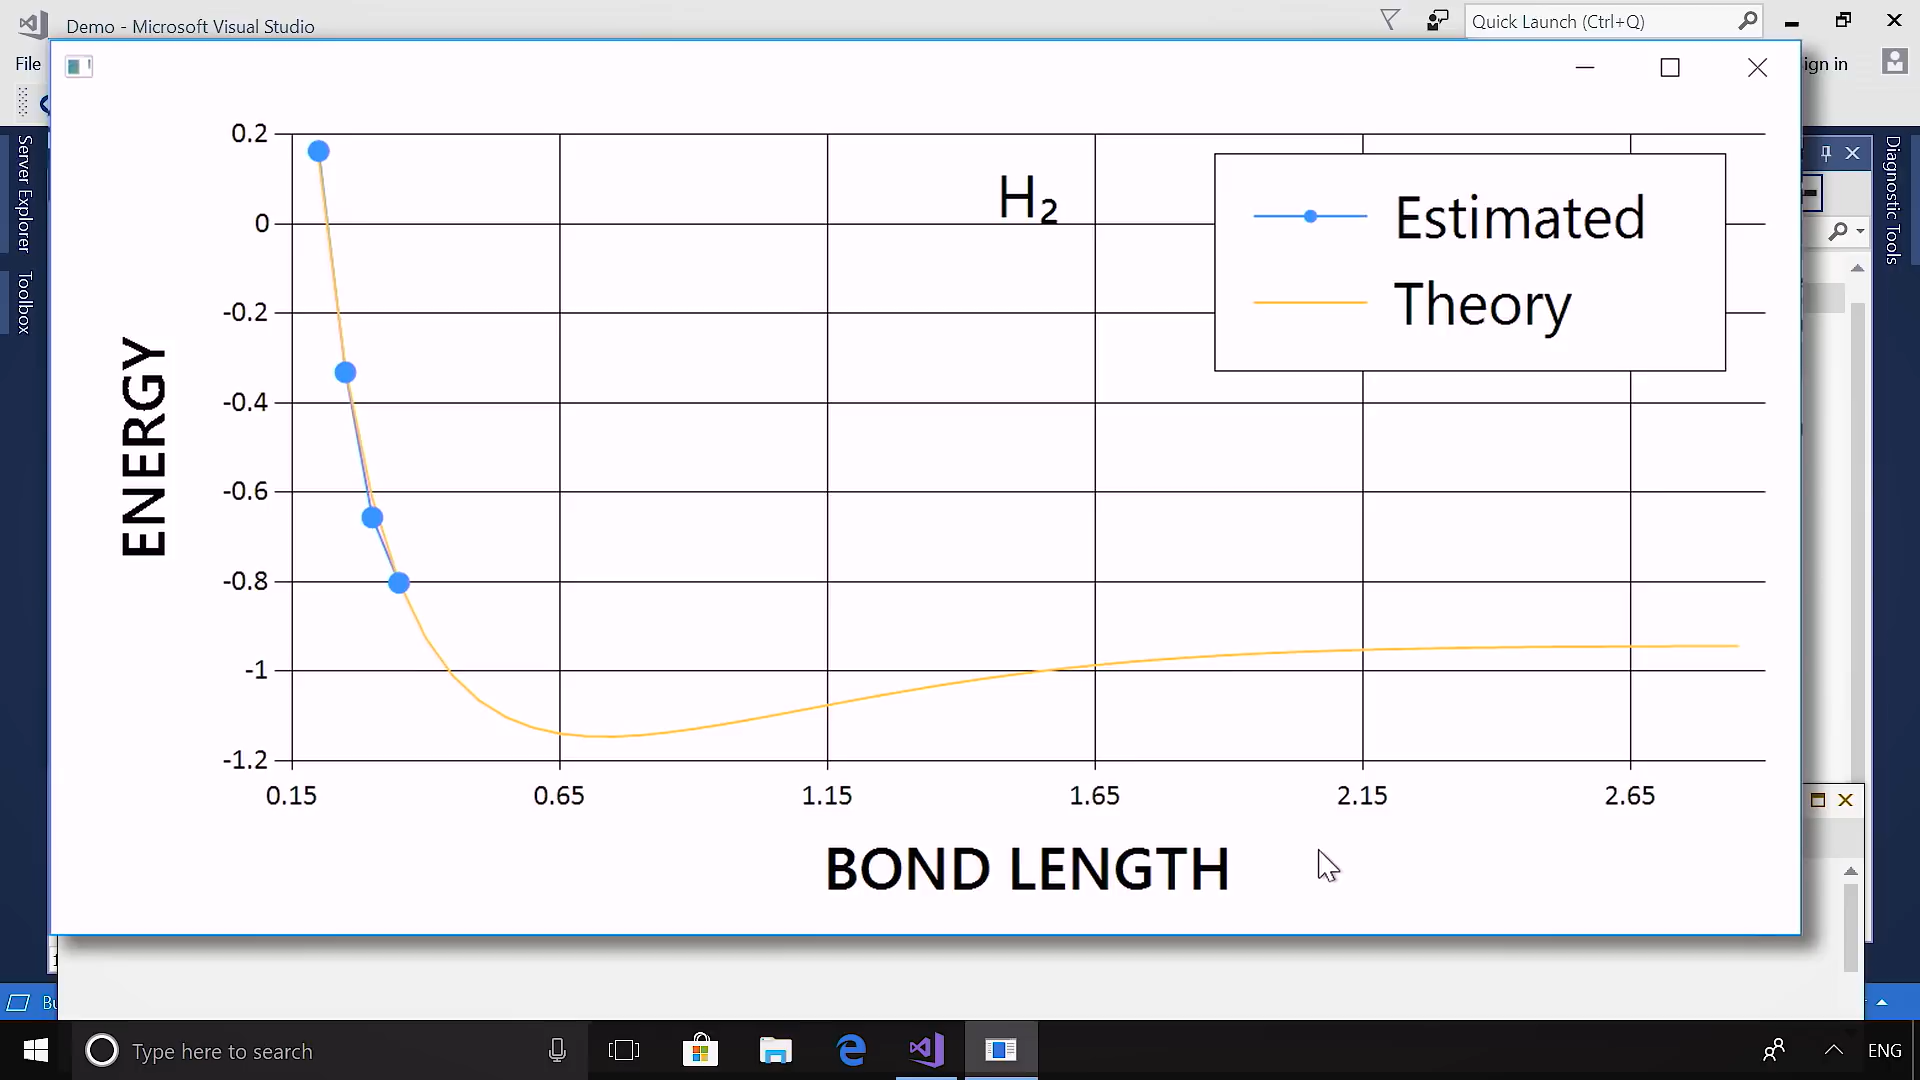 Demo - Microsoft Visual Studio
Quick Launch (Ctrl+Q)
File
ign in
Server Explorer
Toolbox
Diagnostic Tools
H₂
Estimated
Theory
ENERGY
0.2
0
-0.2
-0.4
-0.6
-0.8
-1
-1.2
0.15 0.65 1.15 1.65 2.15 2.65
BOND LENGTH
Bu
Type here to search
ENG